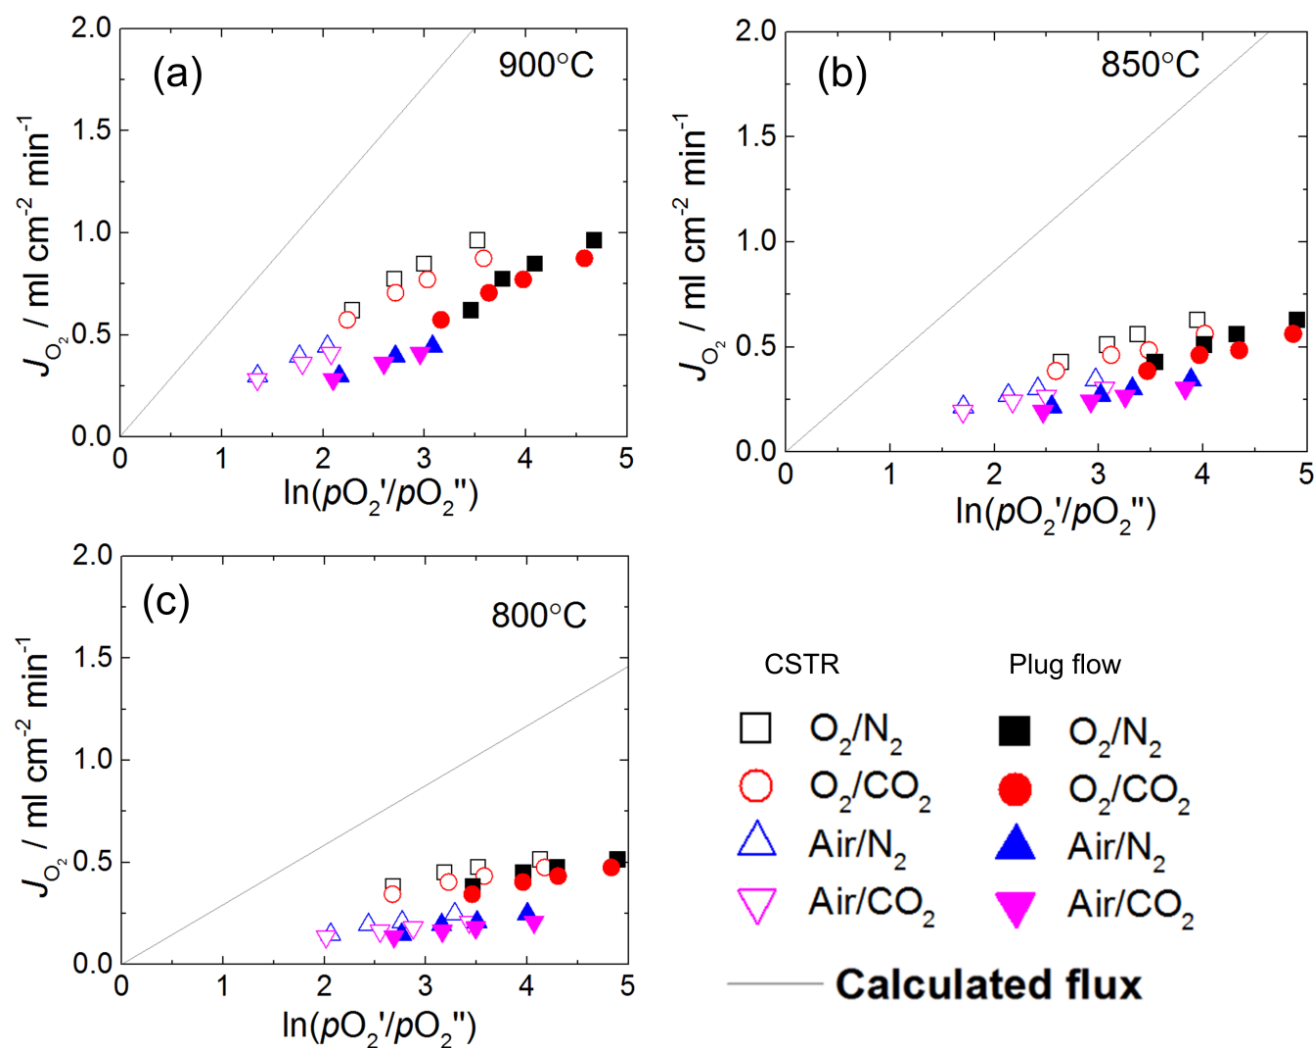 (a)
900°C
2.0
1.5
1.0
0.5
0.0
0 1 2 3 4 5
J_O₂ / ml cm⁻² min⁻¹
ln(pO₂'/pO₂")
(b)
850°C
2.0
1.5
1.0
0.5
0.0
0 1 2 3 4 5
J_O₂ / ml cm⁻² min⁻¹
ln(pO₂'/pO₂")
(c)
800°C
2.0
1.5
1.0
0.5
0.0
0 1 2 3 4 5
J_O₂ / ml cm⁻² min⁻¹
ln(pO₂'/pO₂")
CSTR Plug flow
O₂/N₂ O₂/N₂
O₂/CO₂ O₂/CO₂
Air/N₂ Air/N₂
Air/CO₂ Air/CO₂
Calculated flux